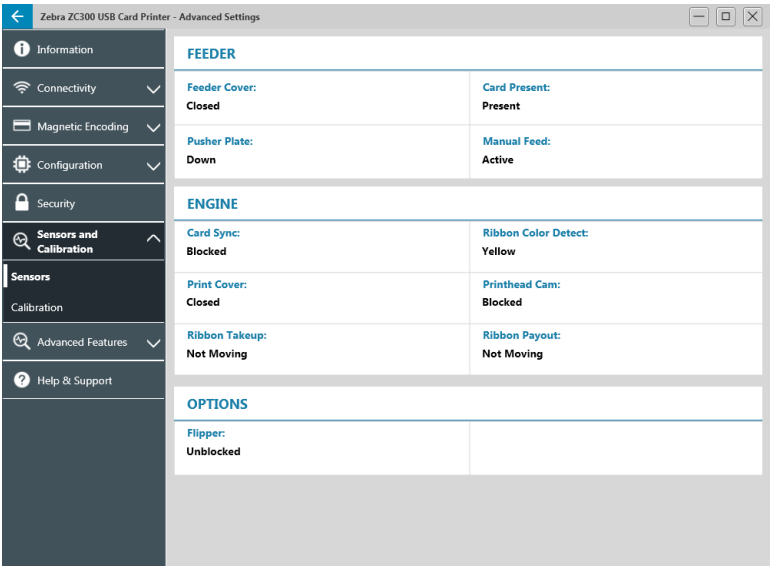 Zebra ZC300 USB Card Printer - Advanced Settings
Information
Connectivity
Magnetic Encoding
Configuration
Security
Sensors and
Calibration
Sensors
Calibration
Advanced Features
Help & Support
FEEDER
Feeder Cover: Card Present:
Closed Present
Pusher Plate: Manual Feed:
Down Active
ENGINE
Card Sync: Ribbon Color Detect:
Blocked Yellow
Print Cover: Printhead Cam:
Closed Blocked
Ribbon Takeup: Ribbon Payout:
Not Moving Not Moving
OPTIONS
Flipper:
Unblocked